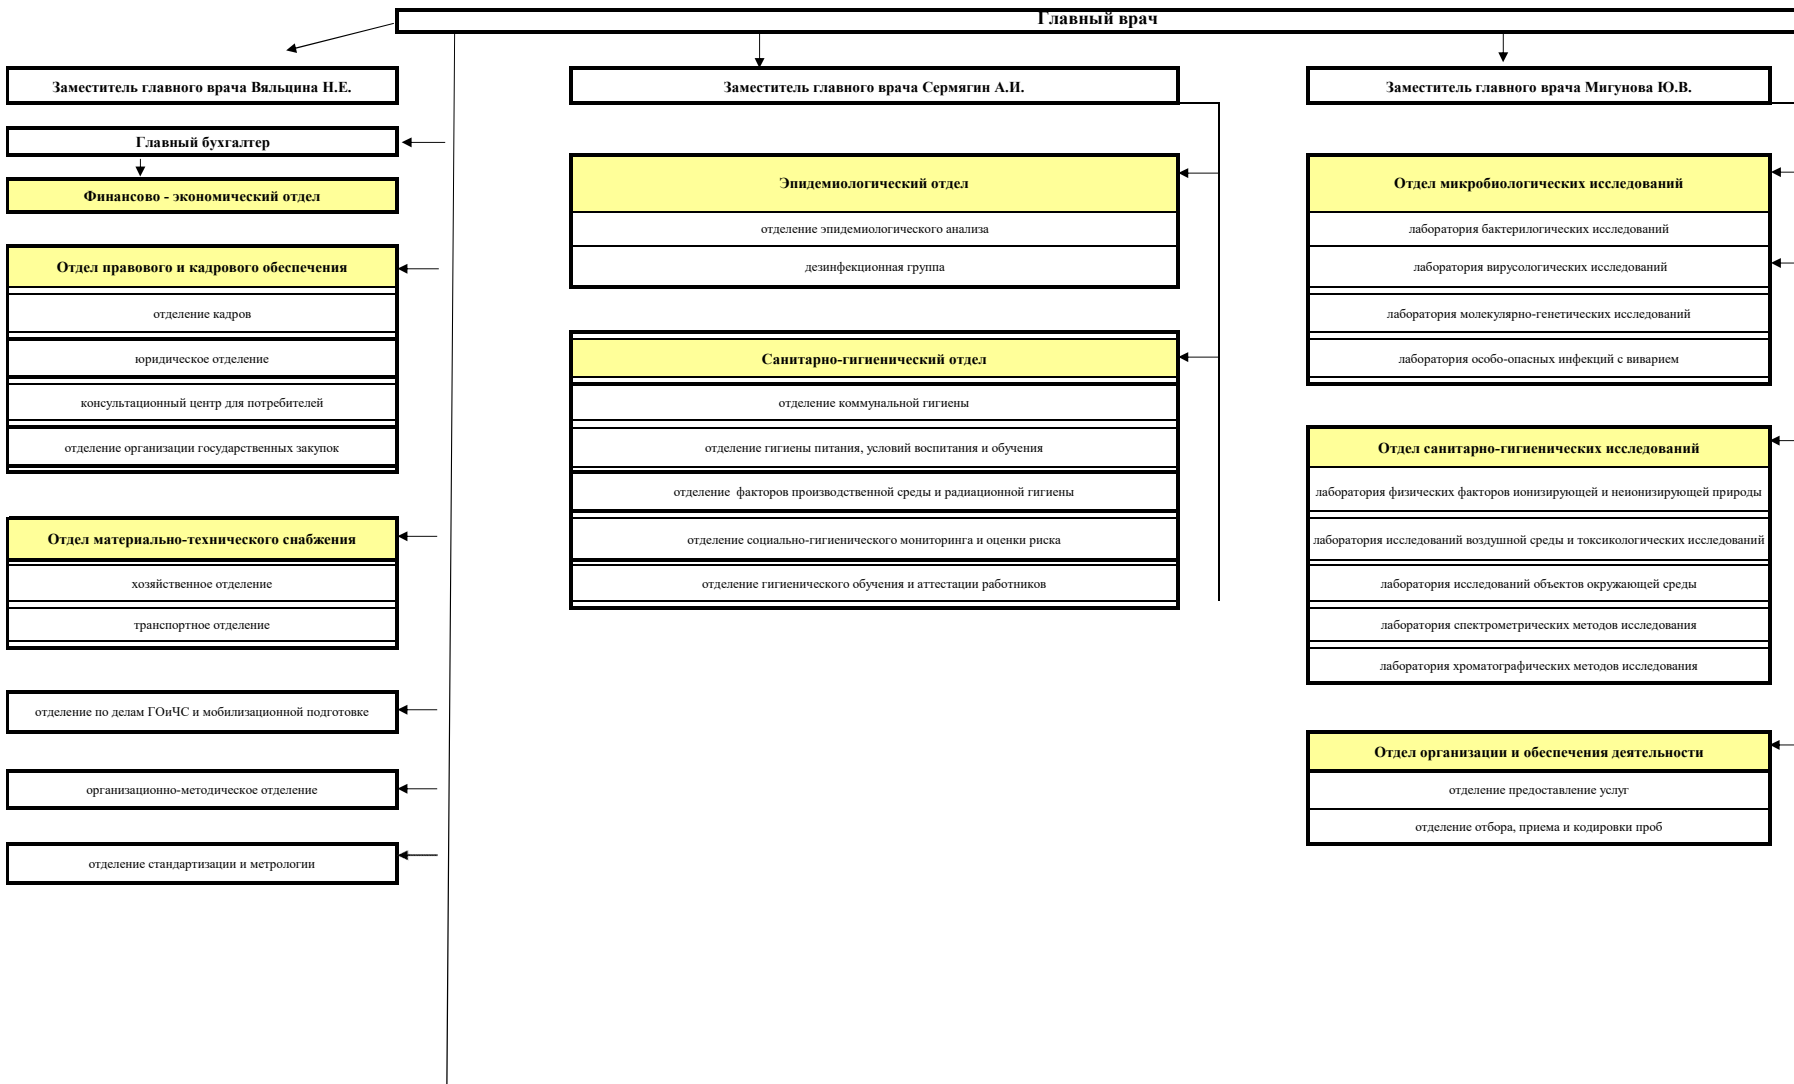 Главный врач
Заместитель главного врача Вяльцина Н.Е.
Главный бухгалтер
Финансово - экономический отдел
Отдел правового и кадрового обеспечения
отделение кадров
юридическое отделение
консультационный центр для потребителей
отделение организации государственных закупок
Отдел материально-технического снабжения
хозяйственное отделение
транспортное отделение
отделение по делам ГОиЧС и мобилизационной подготовке
организационно-методическое отделение
отделение стандартизации и метрологии
Заместитель главного врача Сермягин А.И.
Эпидемиологический отдел
отделение эпидемиологического анализа
дезинфекционная группа
Санитарно-гигиенический отдел
отделение коммунальной гигиены
отделение гигиены питания, условий воспитания и обучения
отделение  факторов производственной среды и радиационной гигиены
отделение социально-гигиенического мониторинга и оценки риска
отделение гигиенического обучения и аттестации работников
Заместитель главного врача Мигунова Ю.В.
Отдел микробиологических исследований
лаборатория бактерилогических исследований
лаборатория вирусологических исследований
лаборатория молекулярно-генетических исследований
лаборатория особо-опасных инфекций с виварием
Отдел санитарно-гигиенических исследований
лаборатория физических факторов ионизирующей и неионизирующей природы
лаборатория исследований воздушной среды и токсикологических исследований
лаборатория исследований объектов окружающей среды
лаборатория спектрометрических методов исследования
лаборатория хроматографических методов исследования
Отдел организации и обеспечения деятельности
отделение предоставление услуг
отделение отбора, приема и кодировки проб